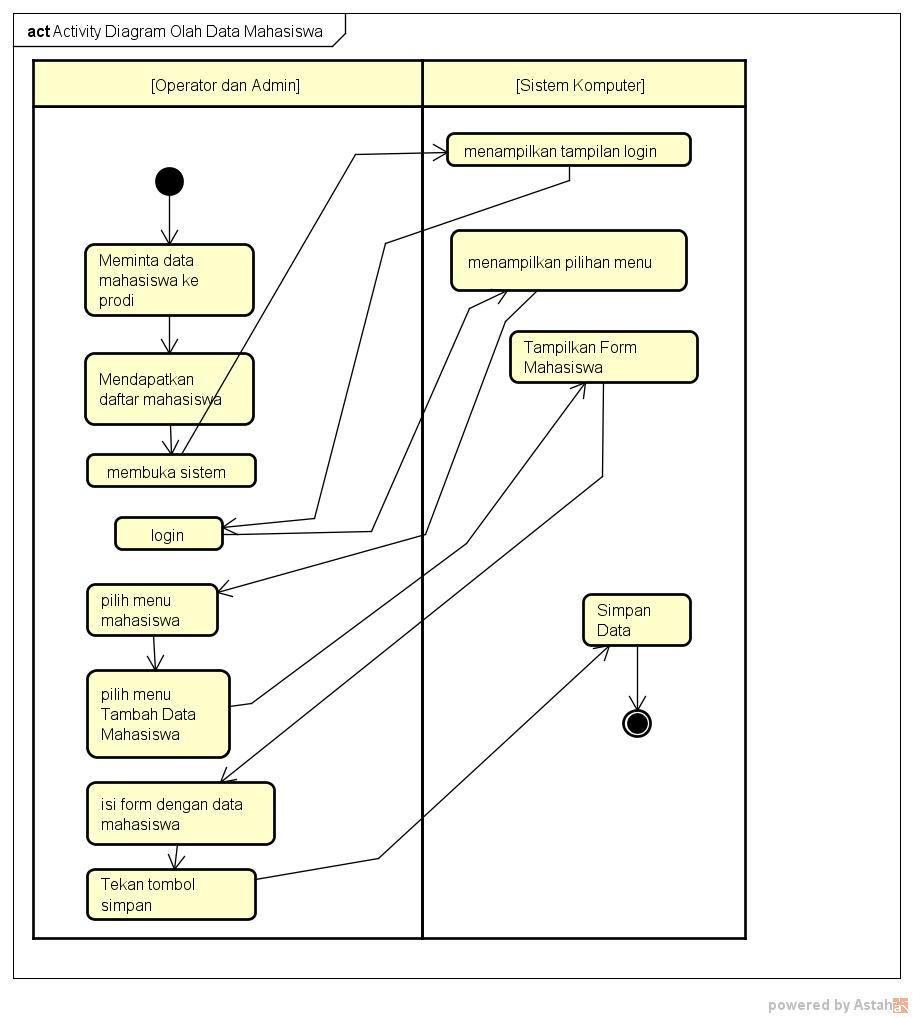 act Activity Diagram Olah Data Mahasiswa
[Operator dan Admin]
[Sistem Komputer]
menampilkan tampilan login
Meminta data
mahasiswa ke
prodi
menampilkan pilihan menu
Tampilkan Form
Mahasiswa
Mendapatkan
daftar mahasiswa
membuka sistem
login
pilih menu
mahasiswa
Simpan
Data
pilih menu
Tambah Data
Mahasiswa
isi form dengan data
mahasiswa
Tekan tombol
simpan
powered by Astah